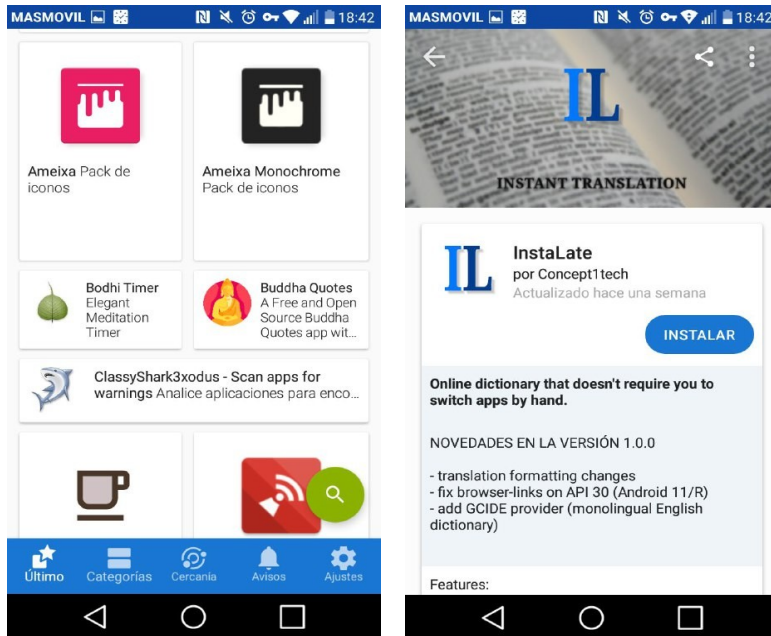 MASMOVIL
18:42
Ameixa Pack de
iconos
Ameixa Monochrome
Pack de iconos
Bodhi Timer
Elegant
Meditation
Timer
Buddha Quotes
A Free and Open
Source Buddha
Quotes app wit...
ClassyShark3xodus - Scan apps for
warnings Analice aplicaciones para enco...
Último
Categorías
Cercanía
Avisos
Ajustes
MASMOVIL
18:42
IL
INSTANT TRANSLATION
IL
InstaLate
por Concept1tech
Actualizado hace una semana
INSTALAR
Online dictionary that doesn't require you to
switch apps by hand.
NOVEDADES EN LA VERSIÓN 1.0.0
- translation formatting changes
- fix browser-links on API 30 (Android 11/R)
- add GCIDE provider (monolingual English
dictionary)
Features: